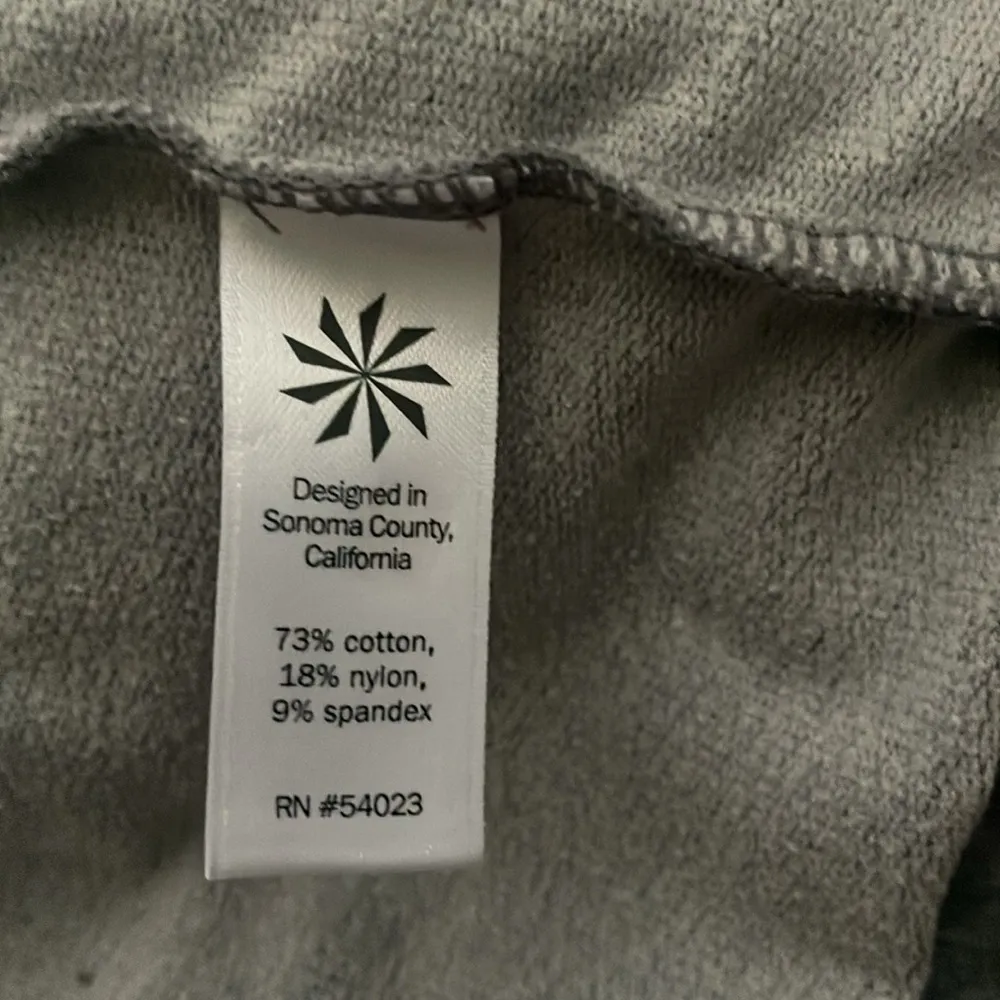 Designed in
Sonoma County,
California
73% cotton,
18% nylon,
9% spandex
RN #54023